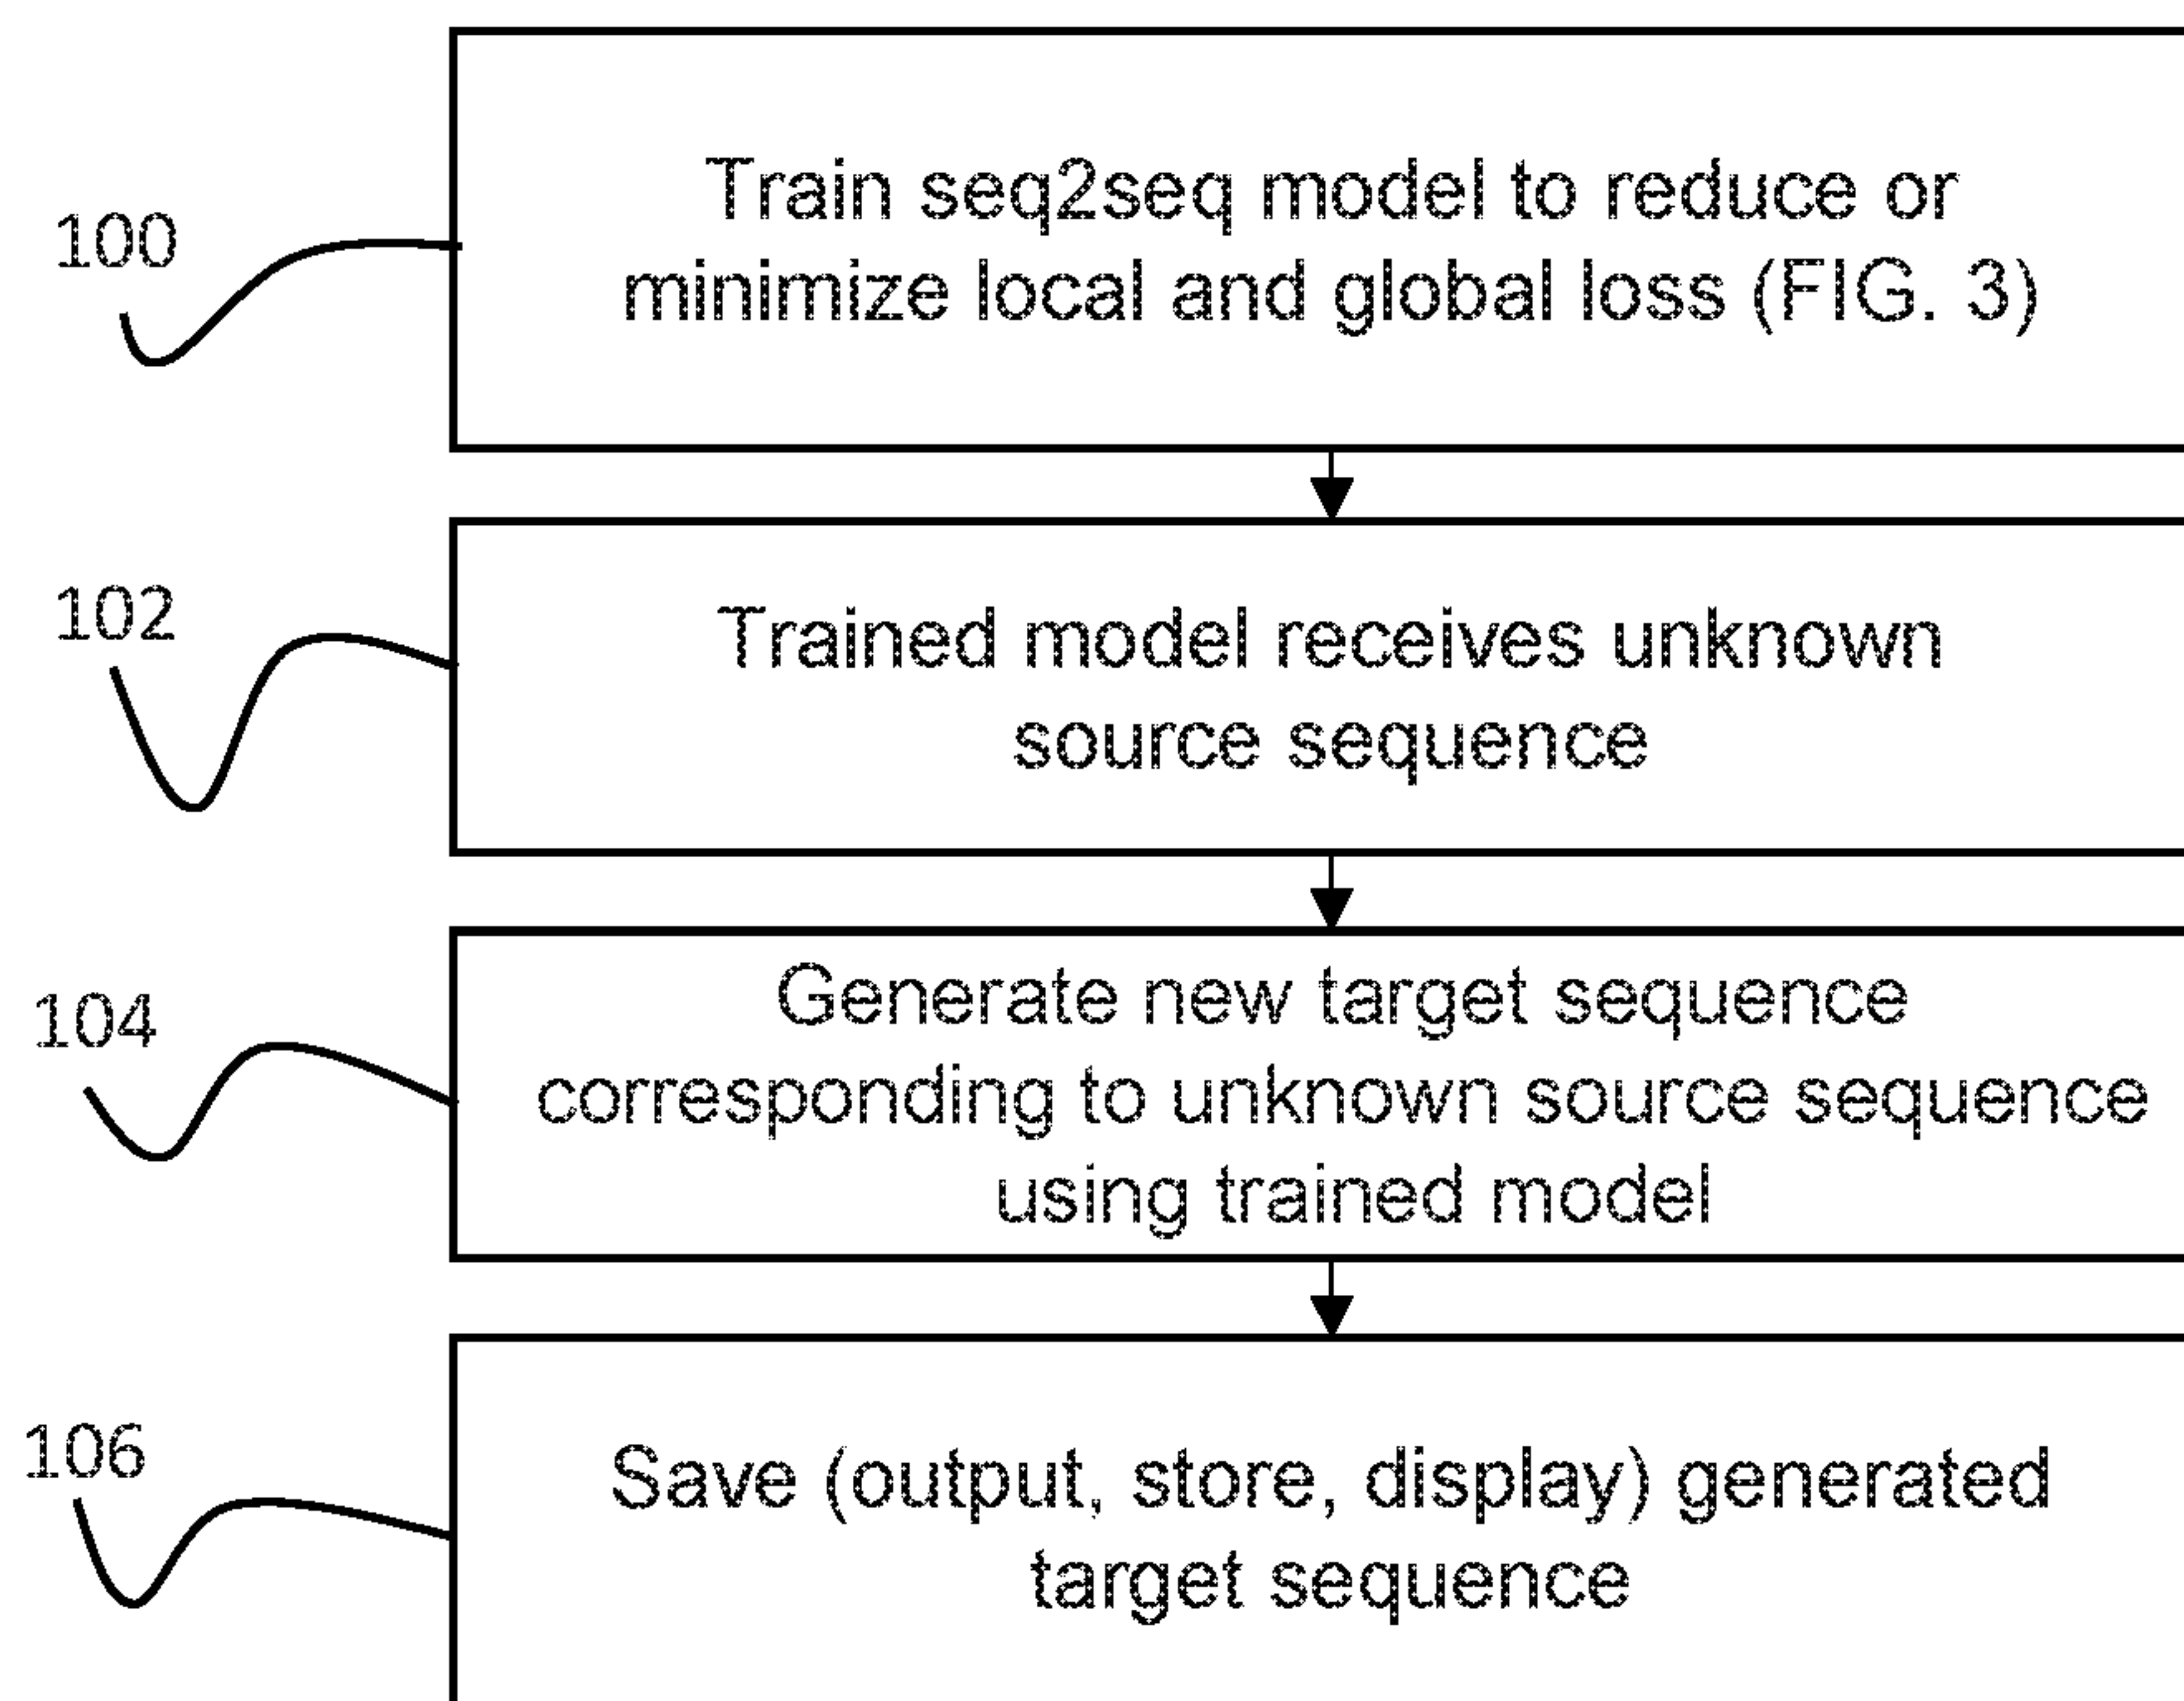 100
Train seq2seq model to reduce or
minimize local and global loss (FIG. 3)
102
Trained model receives unknown
source sequence
104
Generate new target sequence
corresponding to unknown source sequence
using trained model
106
Save (output, store, display) generated
target sequence